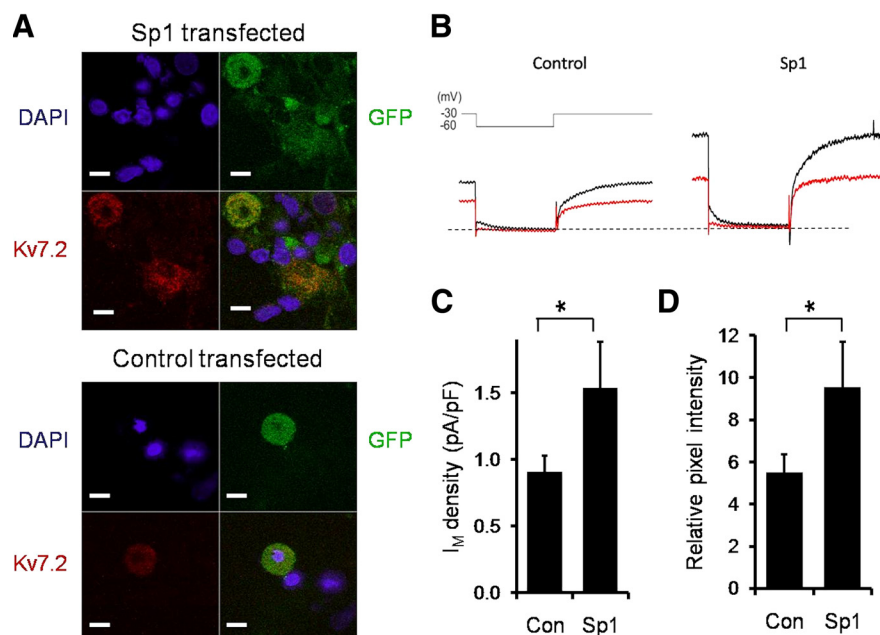 A
Sp1 transfected
DAPI
GFP
Kv7.2
Control transfected
DAPI
GFP
Kv7.2
B
Control
Sp1
(mV)
-30
-60
C
*
I_M density (pA/pF)
1.5
1.0
0.5
0.0
Con Sp1
D
*
Relative pixel intensity
12
10
8
6
4
2
0
Con Sp1